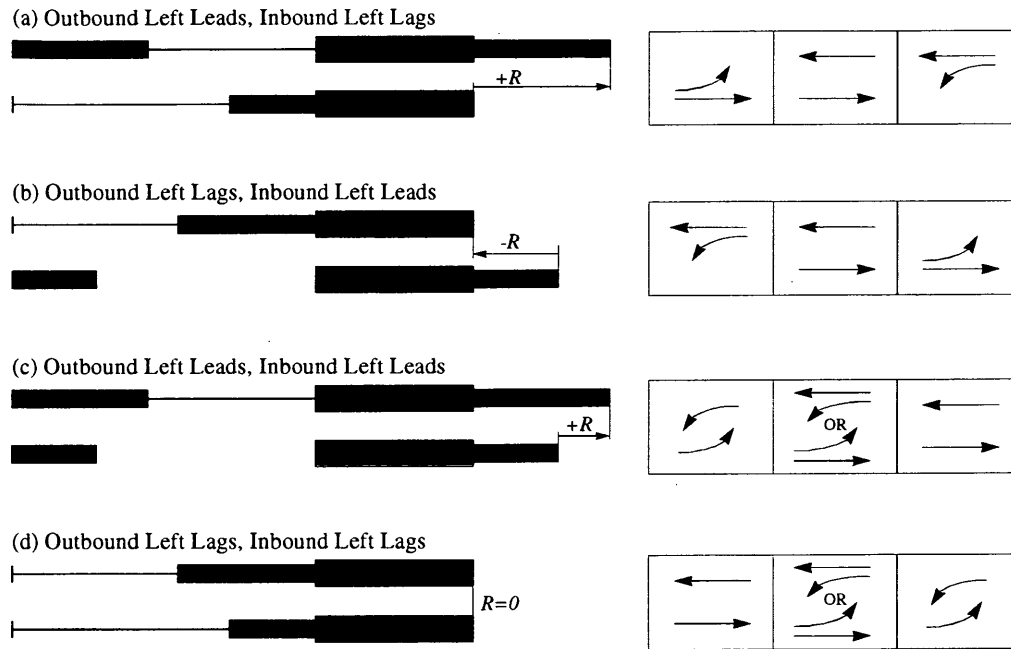 (a) Outbound Left Leads, Inbound Left Lags
+R
(b) Outbound Left Lags, Inbound Left Leads
-R
(c) Outbound Left Leads, Inbound Left Leads
+R
OR
(d) Outbound Left Lags, Inbound Left Lags
R=0
OR